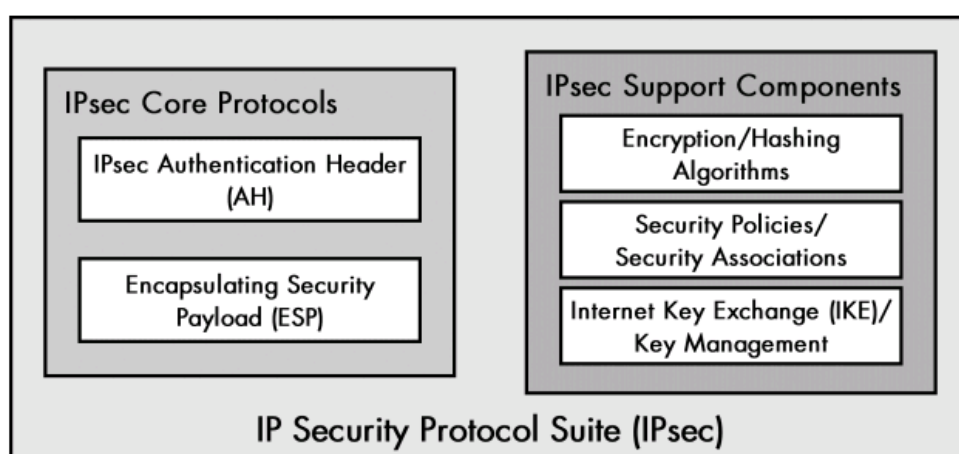 IPsec Core Protocols
IPsec Authentication Header
(AH)
Encapsulating Security
Payload (ESP)
IPsec Support Components
Encryption/Hashing
Algorithms
Security Policies/
Security Associations
Internet Key Exchange (IKE)/
Key Management
IP Security Protocol Suite (IPsec)